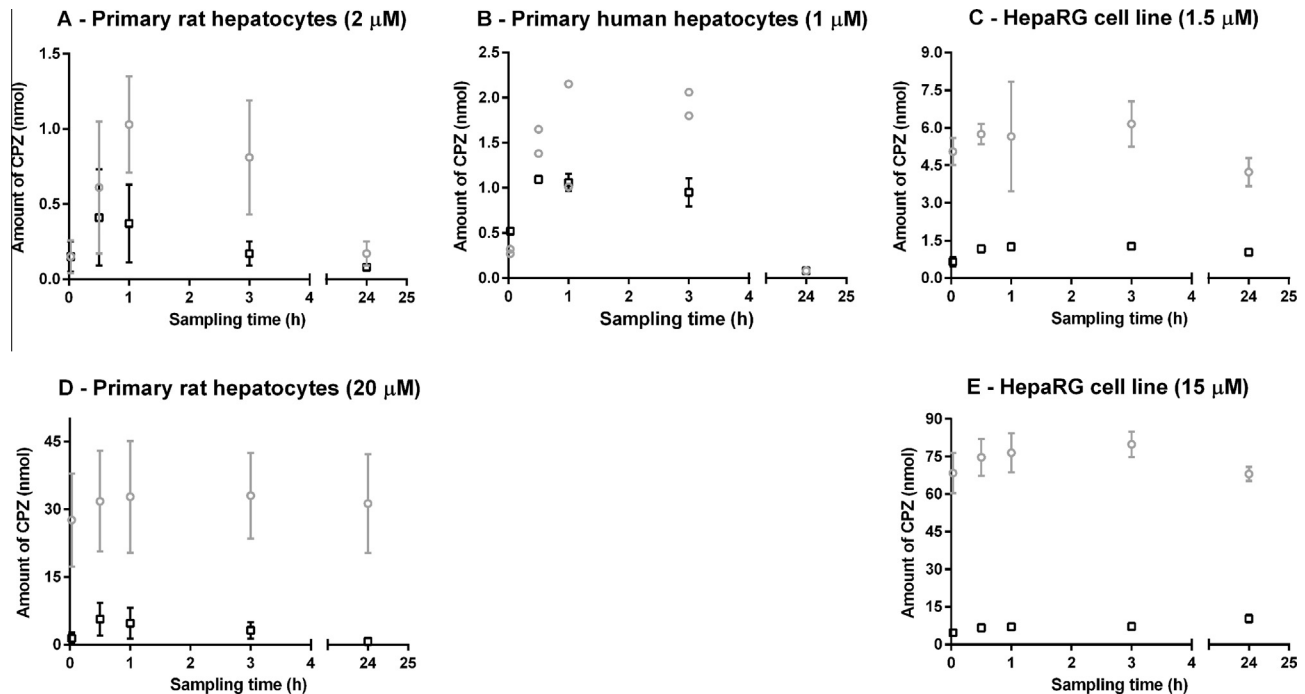 A - Primary rat hepatocytes (2 μM)
Amount of CPZ (nmol)
1.5
1.0
0.5
0.0
0 1 2 3 4 24 25
Sampling time (h)
B - Primary human hepatocytes (1 μM)
Amount of CPZ (nmol)
2.5
2.0
1.5
1.0
0.5
0.0
0 1 2 3 4 24 25
Sampling time (h)
C - HepaRG cell line (1.5 μM)
Amount of CPZ (nmol)
9.0
7.5
6.0
4.5
3.0
1.5
0.0
0 1 2 3 4 24 25
Sampling time (h)
D - Primary rat hepatocytes (20 μM)
Amount of CPZ (nmol)
45
30
15
0
0 1 2 3 4 24 25
Sampling time (h)
E - HepaRG cell line (15 μM)
Amount of CPZ (nmol)
90
75
60
45
30
15
0
0 1 2 3 4 24 25
Sampling time (h)